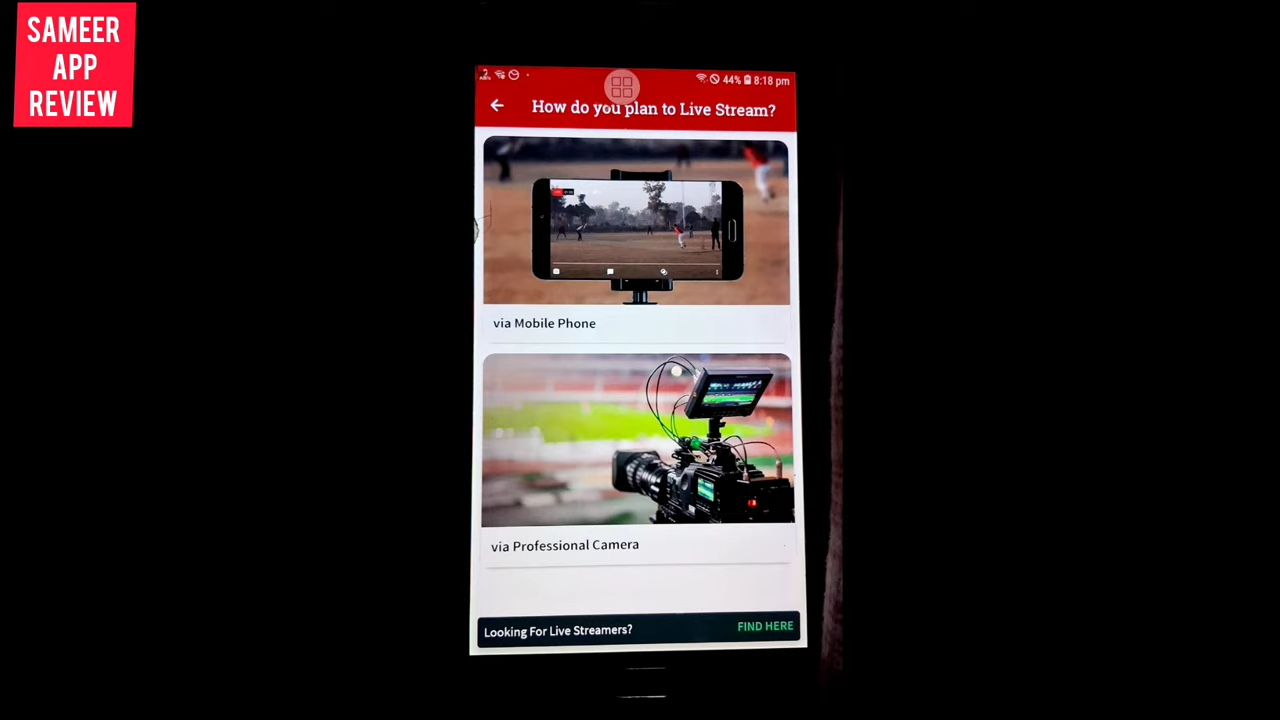 SAMEER
APP
REVIEW
44% 8:18 pm
How do you plan to Live Stream?
via Mobile Phone
via Professional Camera
Looking For Live Streamers? FIND HERE